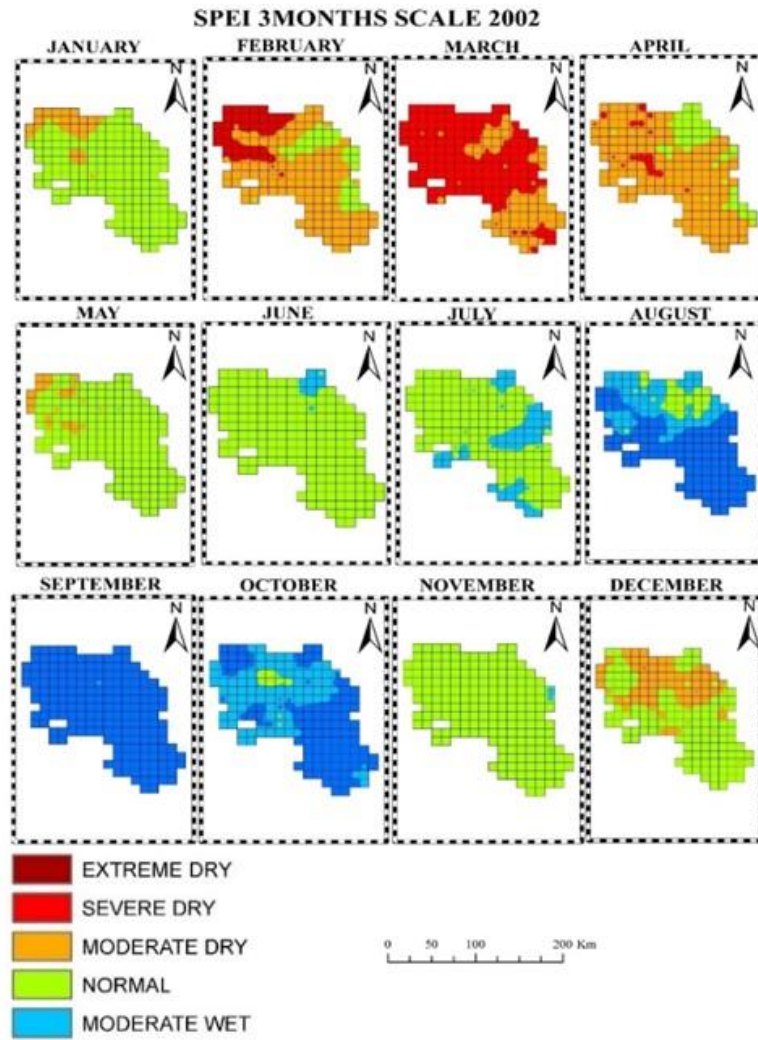 SPEI 3MONTHS SCALE 2002
JANUARY FEBRUARY MARCH APRIL
N N N N
MAY JUNE JULY AUGUST
N N N N
SEPTEMBER OCTOBER NOVEMBER DECEMBER
N N N N
EXTREME DRY
SEVERE DRY
MODERATE DRY
NORMAL
MODERATE WET
0 50 100 200 Km